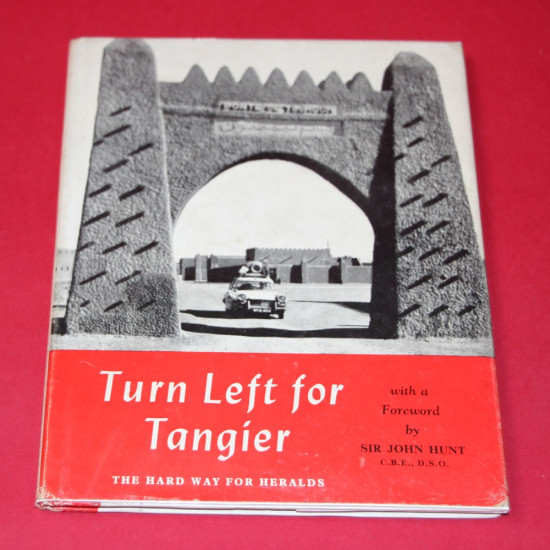 Turn Left for
Tangier
THE HARD WAY FOR HERALDS
with a
Foreword
by
SIR JOHN HUNT
C.B.E., D.S.O.